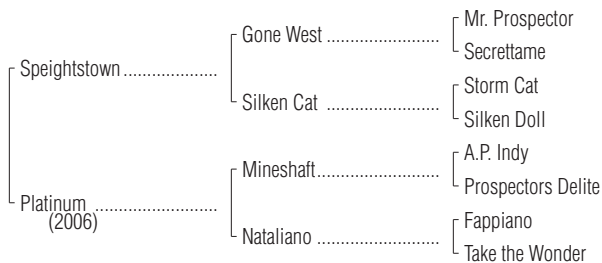 Mr. Prospector
Gone West ........................
Secrettame
Speightstown ....................
Storm Cat
Silken Cat ........................
Silken Doll
A.P. Indy
Mineshaft..........................
Prospectors Delite
Platinum ..........................
(2006)
Fappiano
Nataliano ..........................
Take the Wonder